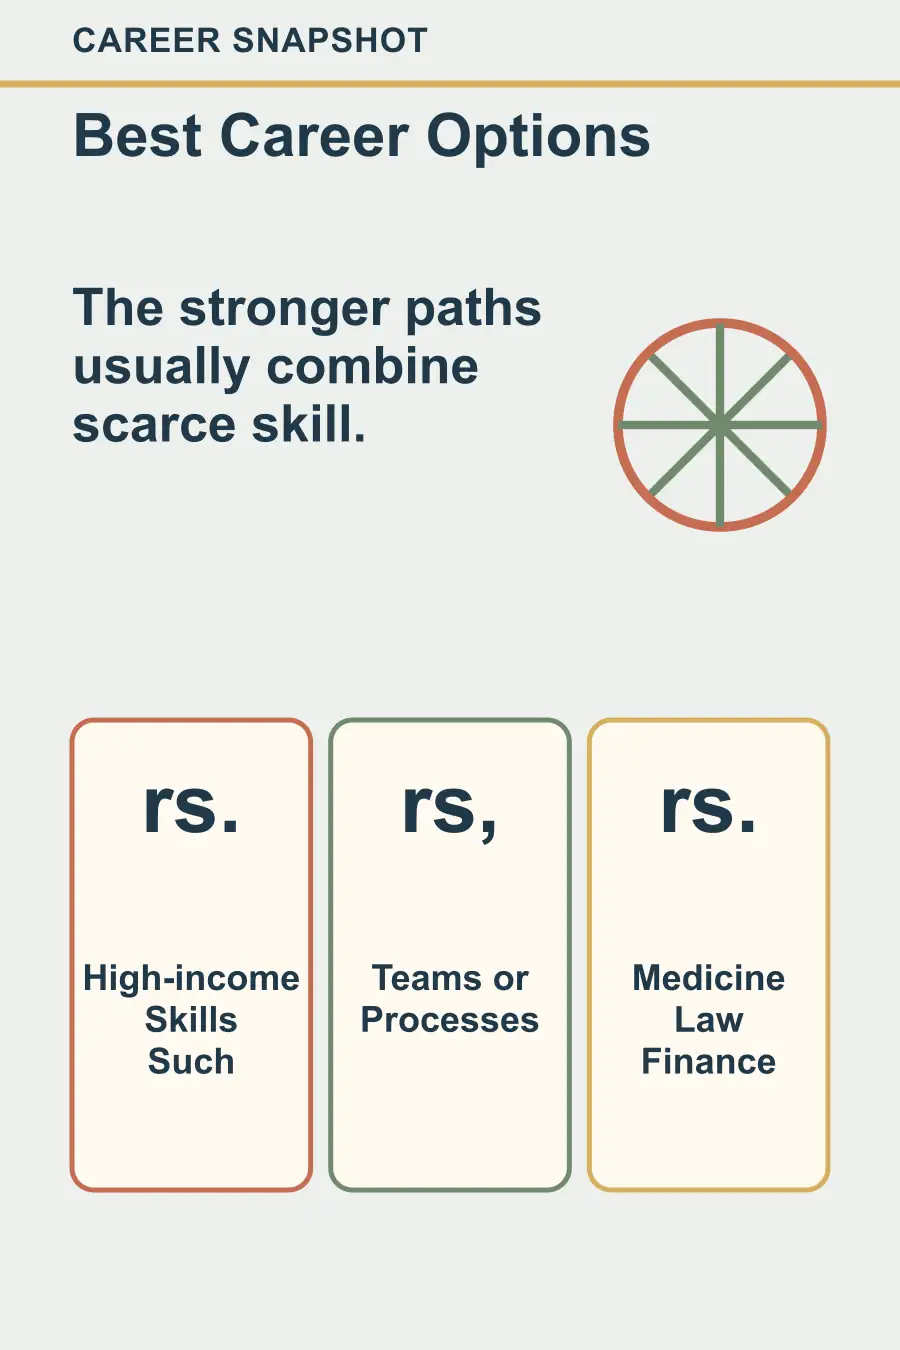 CAREER SNAPSHOT
Best Career Options
The stronger paths
usually combine
scarce skill.
rs.
High-income
Skills
Such
rs,
Teams or
Processes
rs.
Medicine
Law
Finance